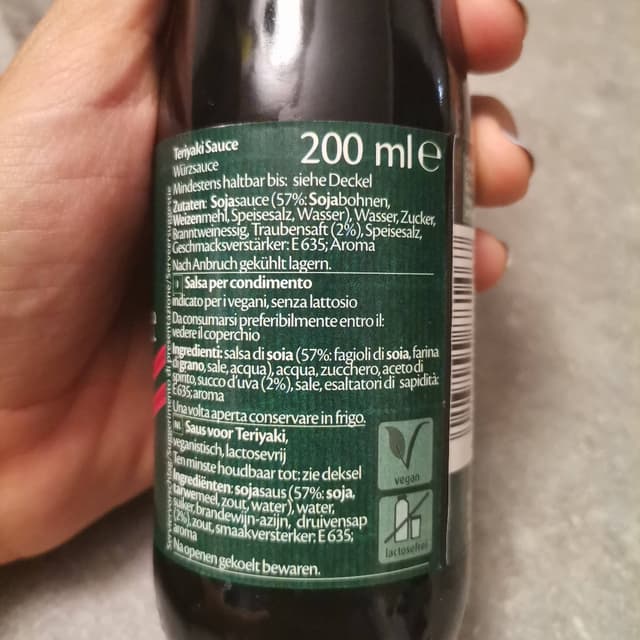 Teriyaki Sauce
200 ml e
Würzsauce
Mindestens haltbar bis: siehe Deckel
Zutaten: Sojasauce (57%: Sojabohnen,
Weizenmehl, Speisesalz, Wasser), Wasser, Zucker,
Branntweinessig, Traubensaft (2%), Speisesalz,
Geschmacksverstärker: E 635; Aroma
Nach Anbruch gekühlt lagern.
I Salsa per condimento
indicato per i vegani, senza lattosio
Da consumarsi preferibilmente entro il:
vedere il coperchio
Ingredienti: salsa di soia (57%: fagioli di soia, farina
di grano, sale, acqua), acqua, zucchero, aceto di
spirito, succo d'uva (2%), sale, esaltatori di sapidità:
E 635; aroma
Una volta aperta conservare in frigo.
NL Saus voor Teriyaki,
veganistisch, lactosevrij
Ten minste houdbaar tot: zie deksel
Ingrediënten: sojasaus (57%: soja,
tarwemeel, zout, water), water,
suiker, brandewijn-azijn, druivensap
(2%), zout, smaakversterker: E 635;
aroma
Na openen gekoelt bewaren.
vegan
lactosefrei